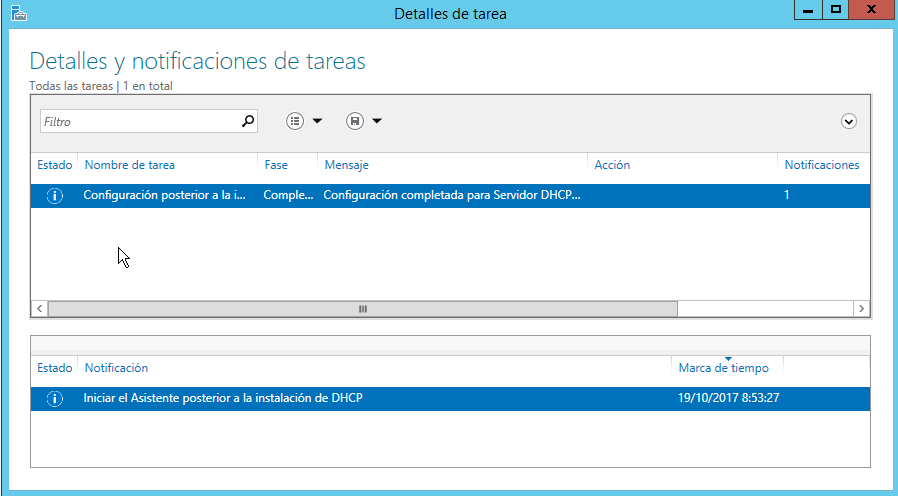 Detalles de tarea
Detalles y notificaciones de tareas
Todas las tareas | 1 en total
Filtro
Estado Nombre de tarea Fase Mensaje Acción Notificaciones
Configuración posterior a la i... Comple... Configuración completada para Servidor DHCP... 1
Estado Notificación Marca de tiempo
Iniciar el Asistente posterior a la instalación de DHCP 19/10/2017 8:53:27